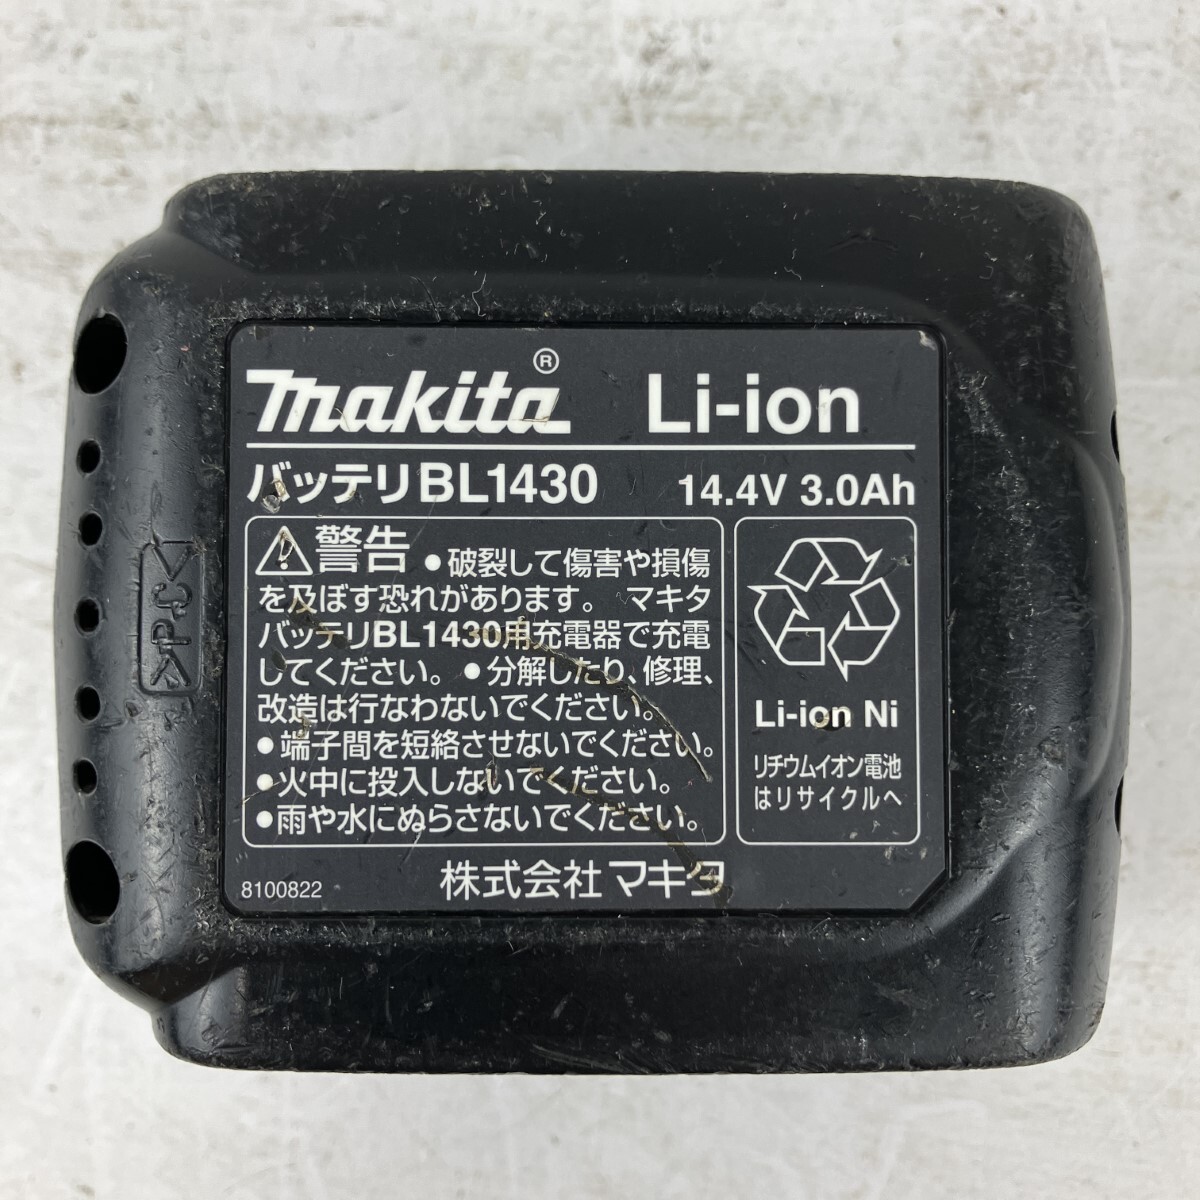 makita® Li-ion
バッテリBL1430 14.4V 3.0Ah
警告 ●破裂して傷害や損傷
を及ぼす恐れがあります。 マキタ
バッテリBL1430用充電器で充電
してください。 ●分解したり、修理、
改造は行なわないでください。
●端子間を短絡させないでください。
●火中に投入しないでください。
●雨や水にぬらさないでください。
Li-ion Ni
リチウムイオン電池
はリサイクルへ
8100822 株式会社マキタ
PSE